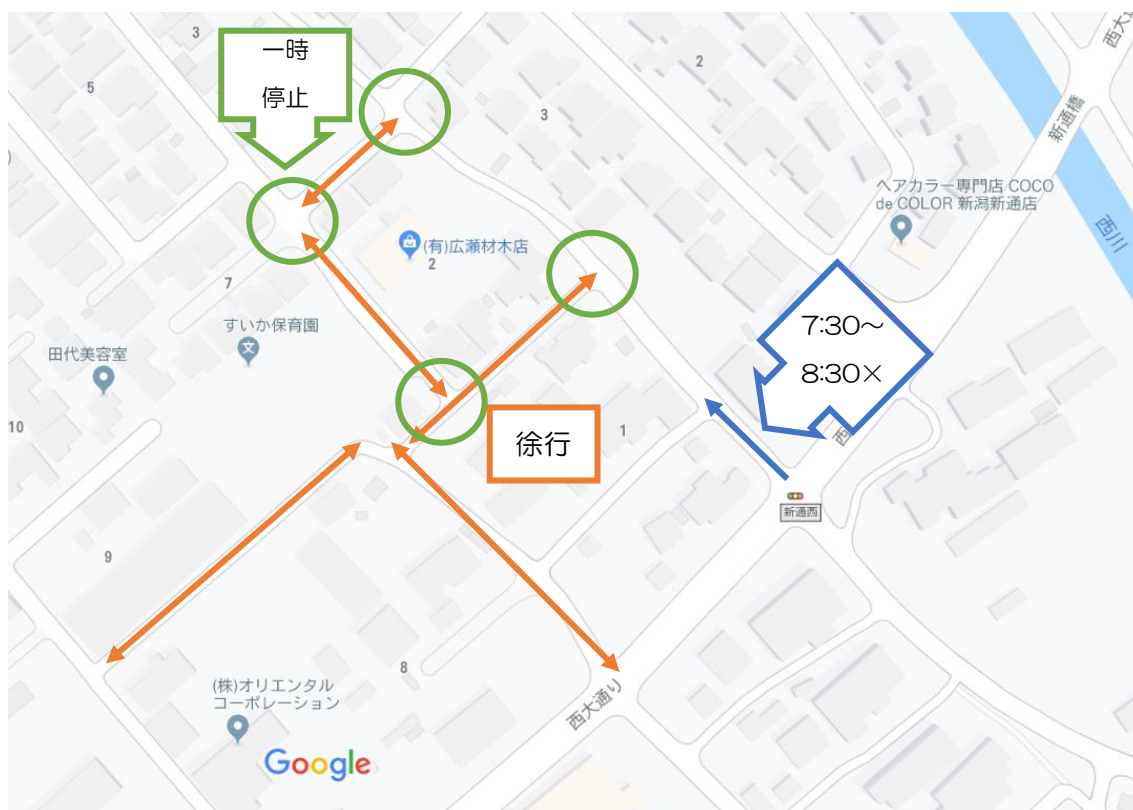 一時
停止
3
5
2
3
西大通
新通橋
ヘアカラー専門店 COCO
de COLOR 新潟新通店
西川
(有)広瀬材木店
2
7
すいか保育園
田代美容室
7:30～
8:30×
10
1
徐行
西
新通西
9
8
(株)オリエンタル
コーポレーション
西大通り
Google